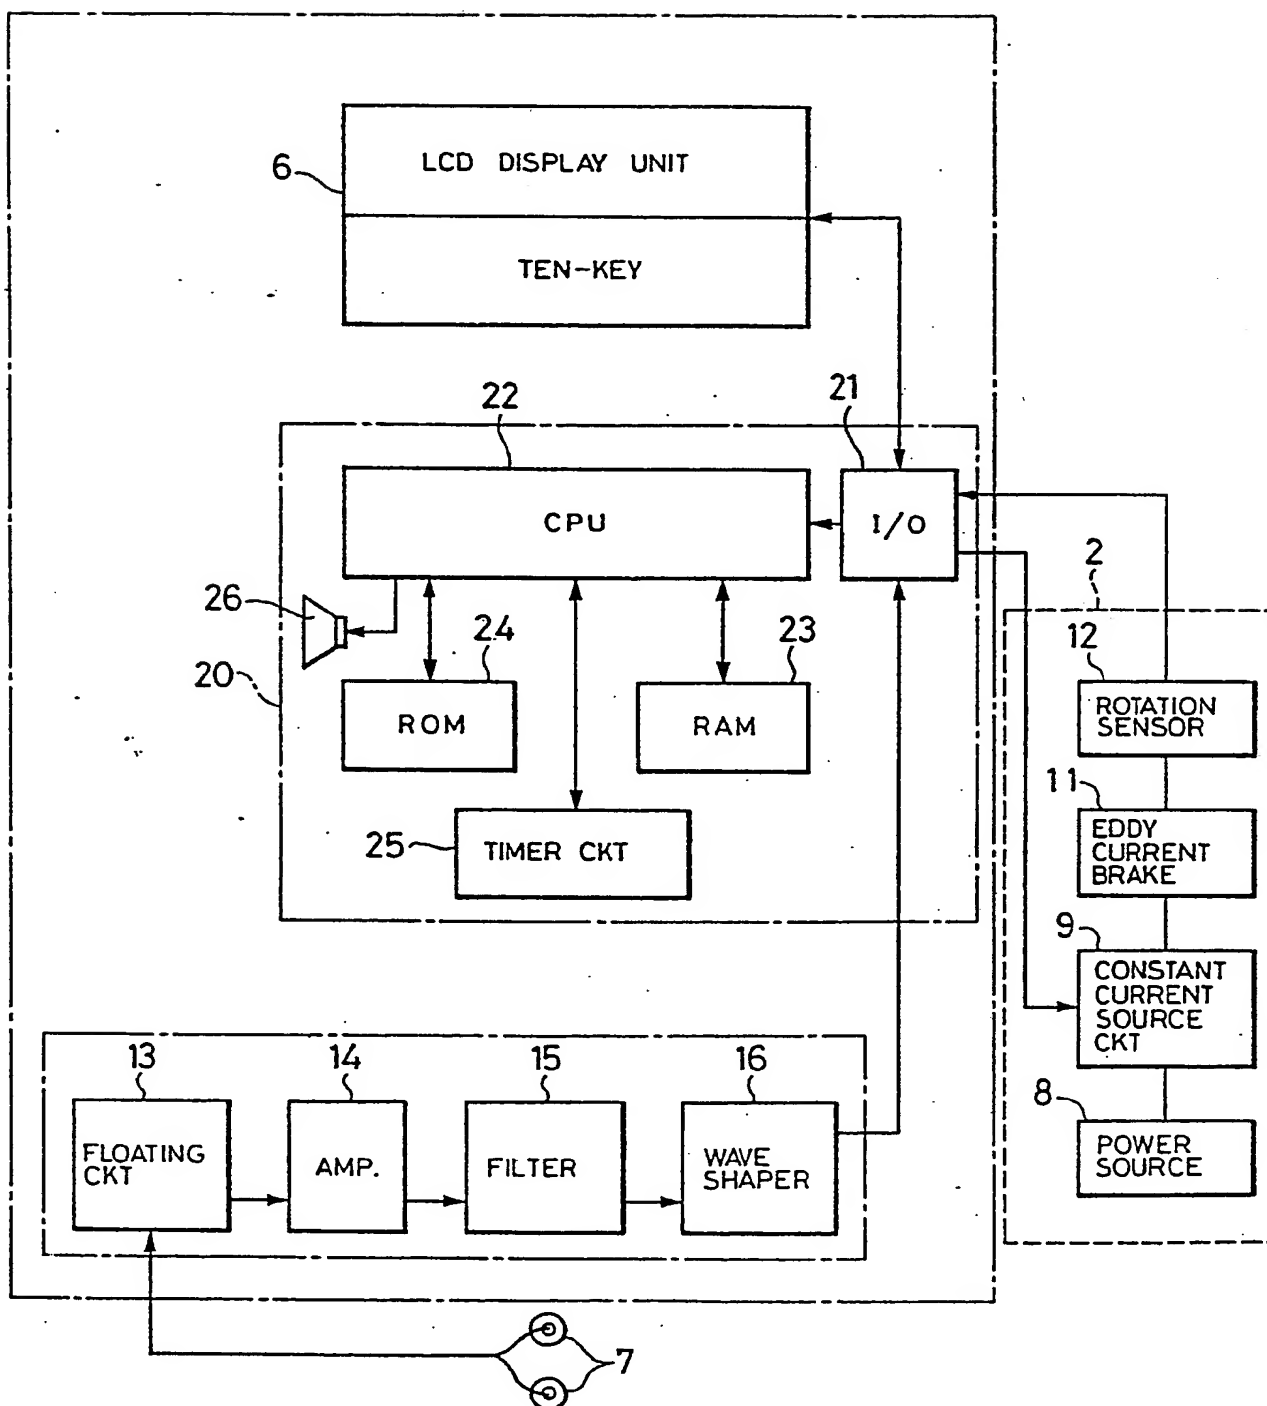 6
LCD DISPLAY UNIT
TEN-KEY
22
21
CPU
I/O
2
26
24
23
12
20
ROM
RAM
ROTATION
SENSOR
11
25
TIMER CKT
EDDY
CURRENT
BRAKE
9
CONSTANT
CURRENT
SOURCE
CKT
13
14
15
16
8
FLOATING
CKT
AMP.
FILTER
WAVE
SHAPER
POWER
SOURCE
7